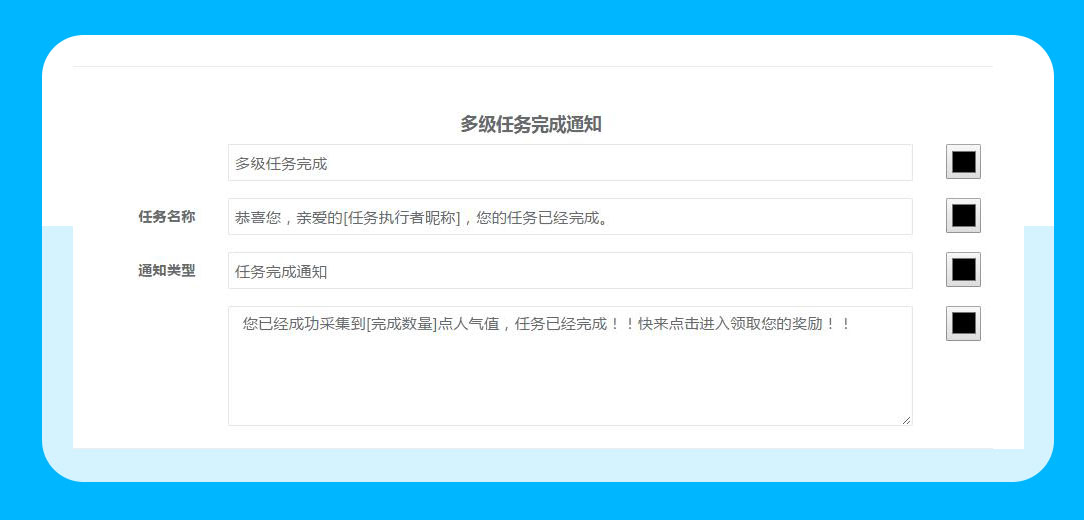 多级任务完成通知
多级任务完成
任务名称 恭喜您，亲爱的[任务执行者昵称]，您的任务已经完成。
通知类型 任务完成通知
您已经成功采集到[完成数量]点人气值，任务已经完成！！快来点击进入领取您的奖励！！